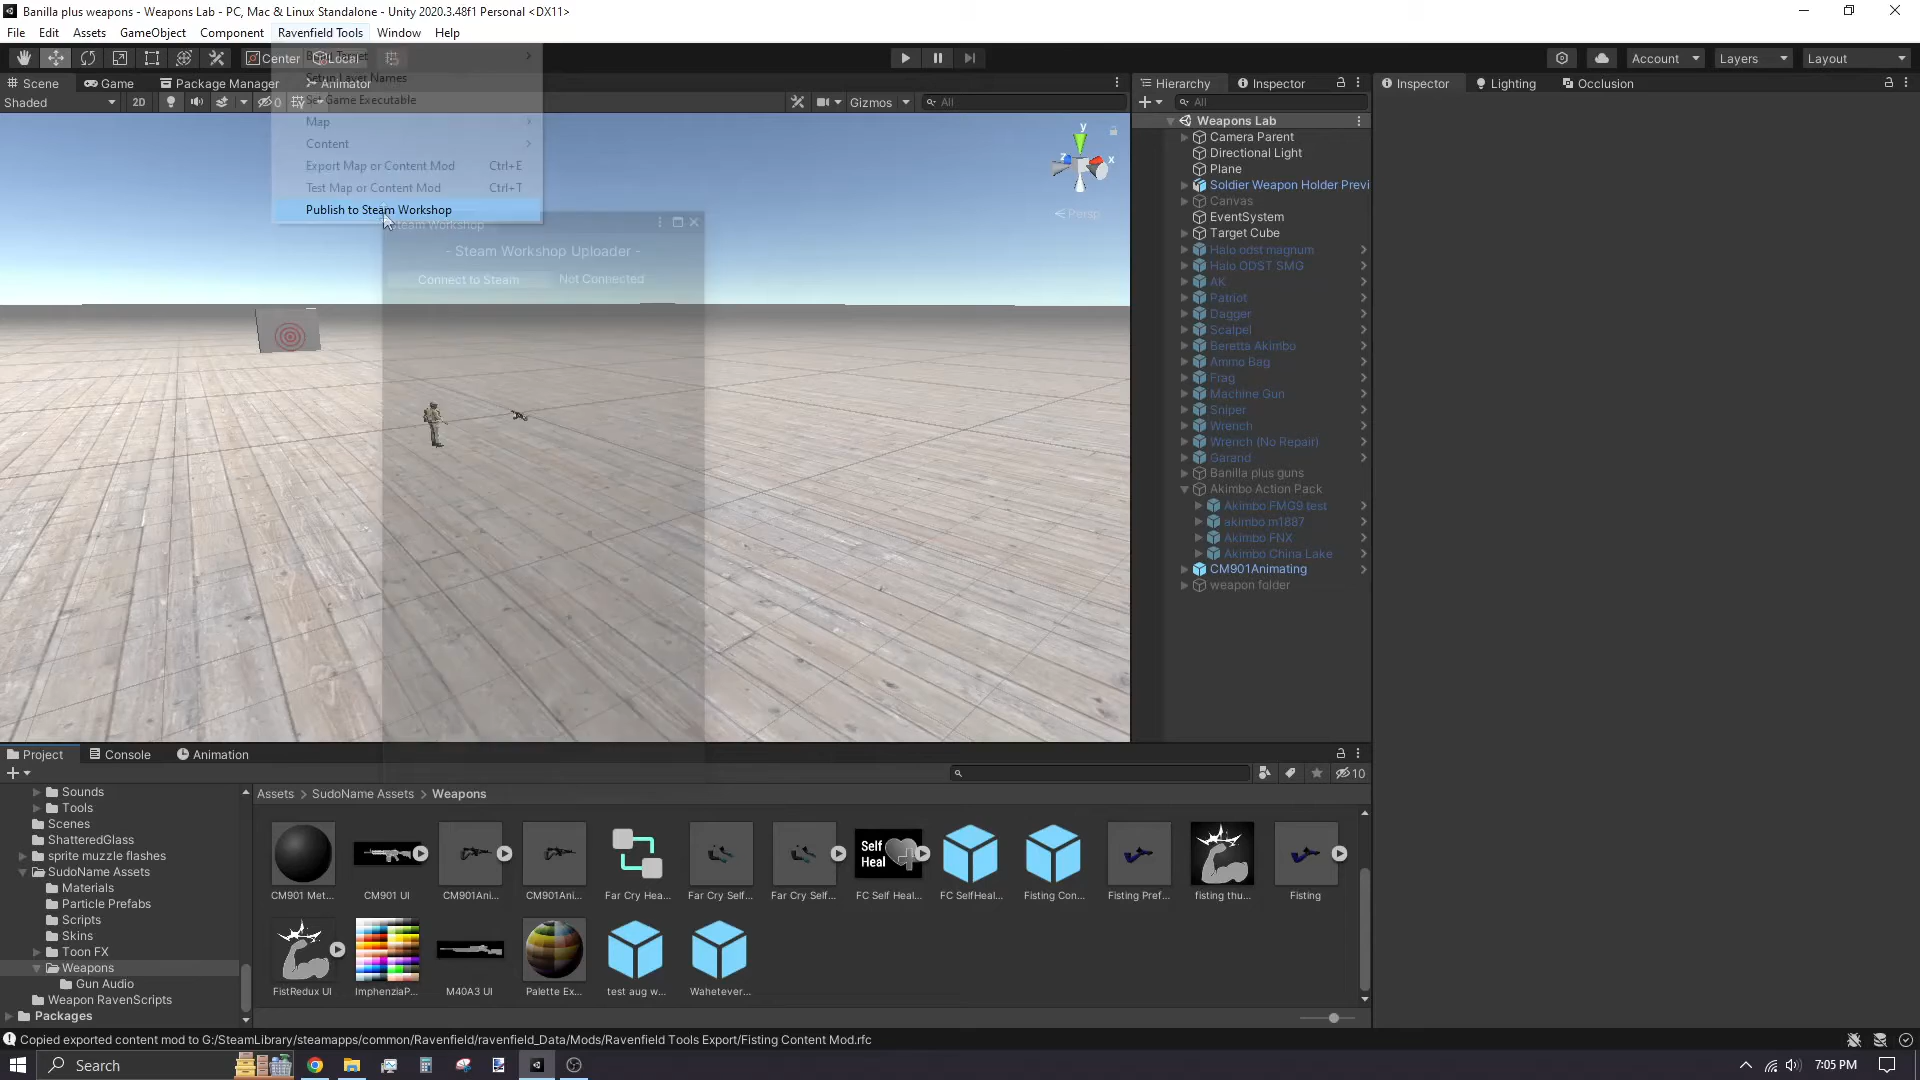 Banilla plus weapons - Weapons Lab - PC, Mac & Linux Standalone - Unity 2020.3.48f1 Personal <DX11>
File Edit Assets GameObject Component Ravenfield Tools Window Help
Center Local
Account Layers Layout
Scene Game Package Manager Animator
Shaded 2D 0 Gizmos All
Setup Layer Names
Set Game Executable
Map
Content
Export Map or Content Mod Ctrl+E
Test Map or Content Mod Ctrl+T
Publish to Steam Workshop
Steam Workshop
- Steam Workshop Uploader -
Connect to Steam Not Connected
y
x
z
Persp
Hierarchy Inspector
All
Weapons Lab
Camera Parent
Directional Light
Plane
Soldier Weapon Holder Previ
Canvas
EventSystem
Target Cube
Halo odst magnum
Halo ODST SMG
AK
Patriot
Dagger
Scalpel
Beretta Akimbo
Ammo Bag
Frag
Machine Gun
Sniper
Wrench
Wrench (No Repair)
Garand
Banilla plus guns
Akimbo Action Pack
Akimbo FMG9 test
akimbo m1887
Akimbo FNX
Akimbo China Lake
CM901Animating
weapon folder
Inspector Lighting Occlusion
Project Console Animation
10
Sounds
Tools
Scenes
ShatteredGlass
sprite muzzle flashes
SudoName Assets
Materials
Particle Prefabs
Scripts
Skins
Toon FX
Weapons
Gun Audio
Weapon RavenScripts
Packages
Assets > SudoName Assets > Weapons
Self
Heal
CM901 Met... CM901 UI CM901Ani... CM901Ani... Far Cry Hea... Far Cry Self... Far Cry Self... FC Self Heal... FC SelfHeal... Fisting Con... Fisting Pref... fisting thu... Fisting
FistRedux UI ImphenziaP... M40A3 UI Palette Ex... test aug w... Wahetever...
Copied exported content mod to G:/SteamLibrary/steamapps/common/Ravenfield/ravenfield_Data/Mods/Ravenfield Tools Export/Fisting Content Mod.rfc
Search
7:05 PM